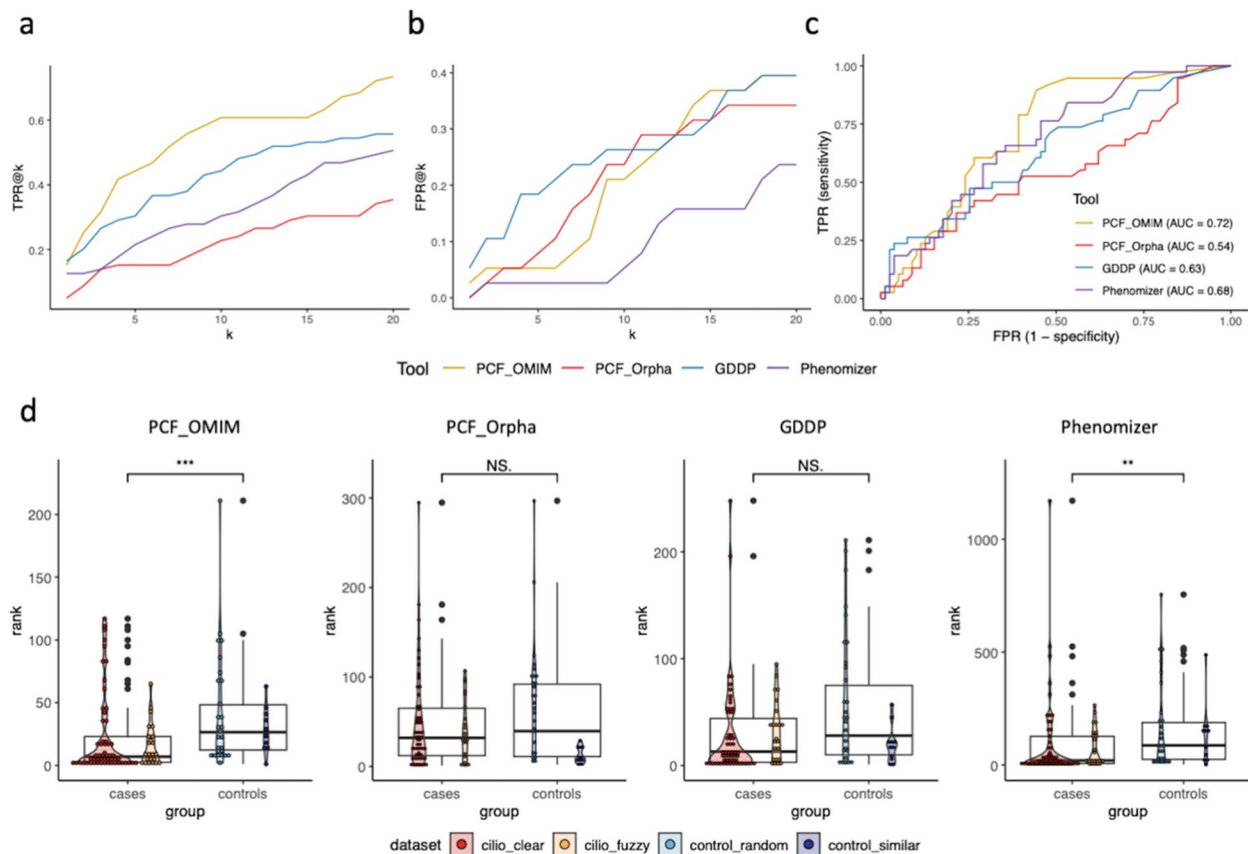 a
TPR@k
0.6
0.4
0.2
5
10
15
20
k
b
FPR@k
0.4
0.3
0.2
0.1
0.0
5
10
15
20
k
c
TPR (sensitivity)
1.00
0.75
0.50
0.25
0.00
0.00
0.25
0.50
0.75
1.00
FPR (1 − specificity)
Tool
PCF_OMIM (AUC = 0.72)
PCF_Orpha (AUC = 0.54)
GDDP (AUC = 0.63)
Phenomizer (AUC = 0.68)
Tool PCF_OMIM PCF_Orpha GDDP Phenomizer
d
PCF_OMIM
***
rank
200
150
100
50
0
cases controls
group
PCF_Orpha
NS.
rank
300
200
100
0
cases controls
group
GDDP
NS.
rank
200
100
0
cases controls
group
Phenomizer
**
rank
1000
500
0
cases controls
group
dataset cilio_clear cilio_fuzzy control_random control_similar